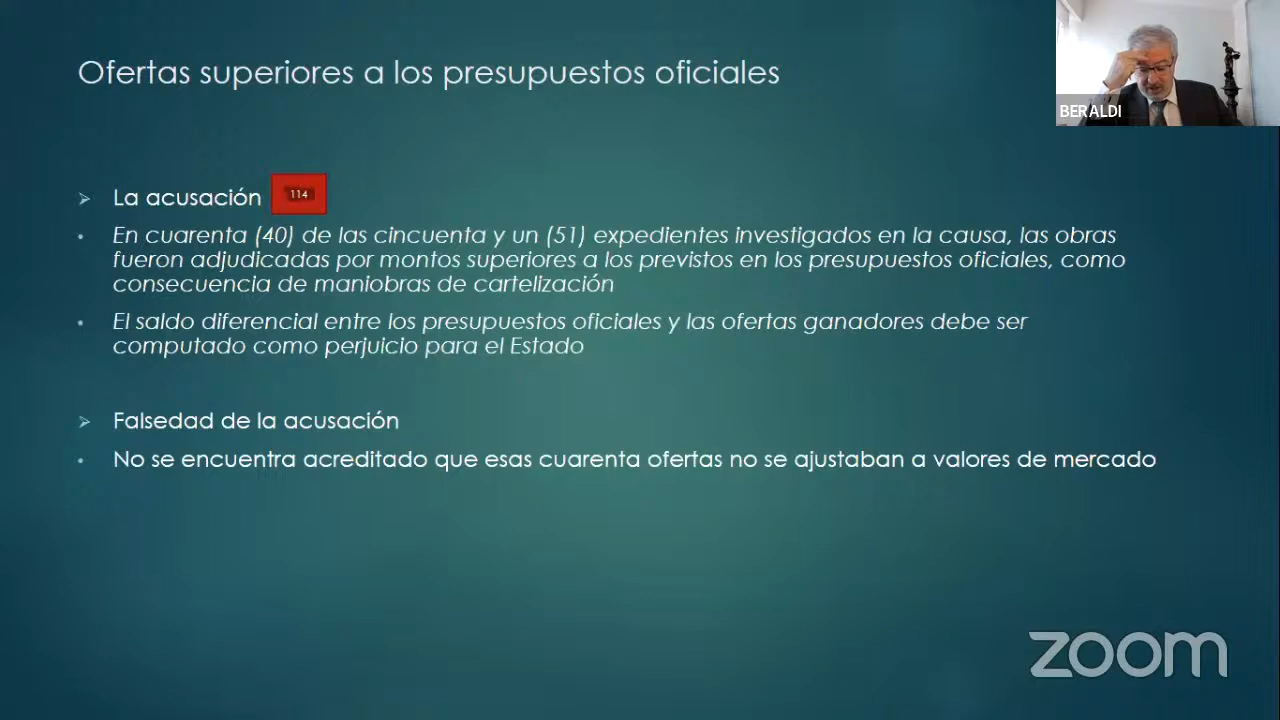 Ofertas superiores a los presupuestos oficiales
BERALDI
La acusación 114
En cuarenta (40) de las cincuenta y un (51) expedientes investigados en la causa, las obras
fueron adjudicadas por montos superiores a los previstos en los presupuestos oficiales, como
consecuencia de maniobras de cartelización
El saldo diferencial entre los presupuestos oficiales y las ofertas ganadores debe ser
computado como perjuicio para el Estado
Falsedad de la acusación
No se encuentra acreditado que esas cuarenta ofertas no se ajustaban a valores de mercado
zoom